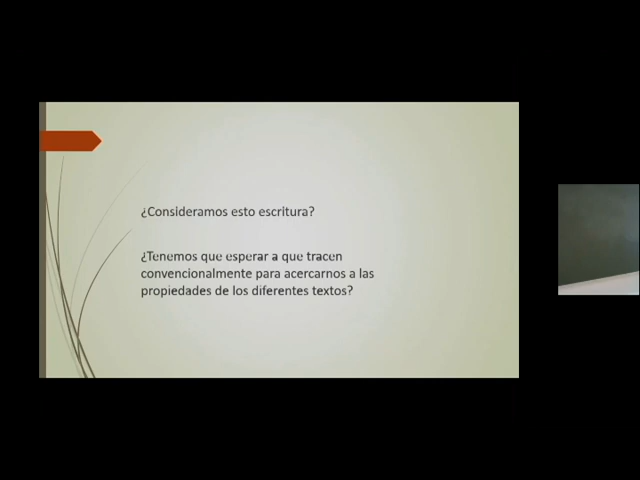 ¿Consideramos esto escritura?
¿Tenemos que esperar a que tracen
convencionalmente para acercarnos a las
propiedades de los diferentes textos?